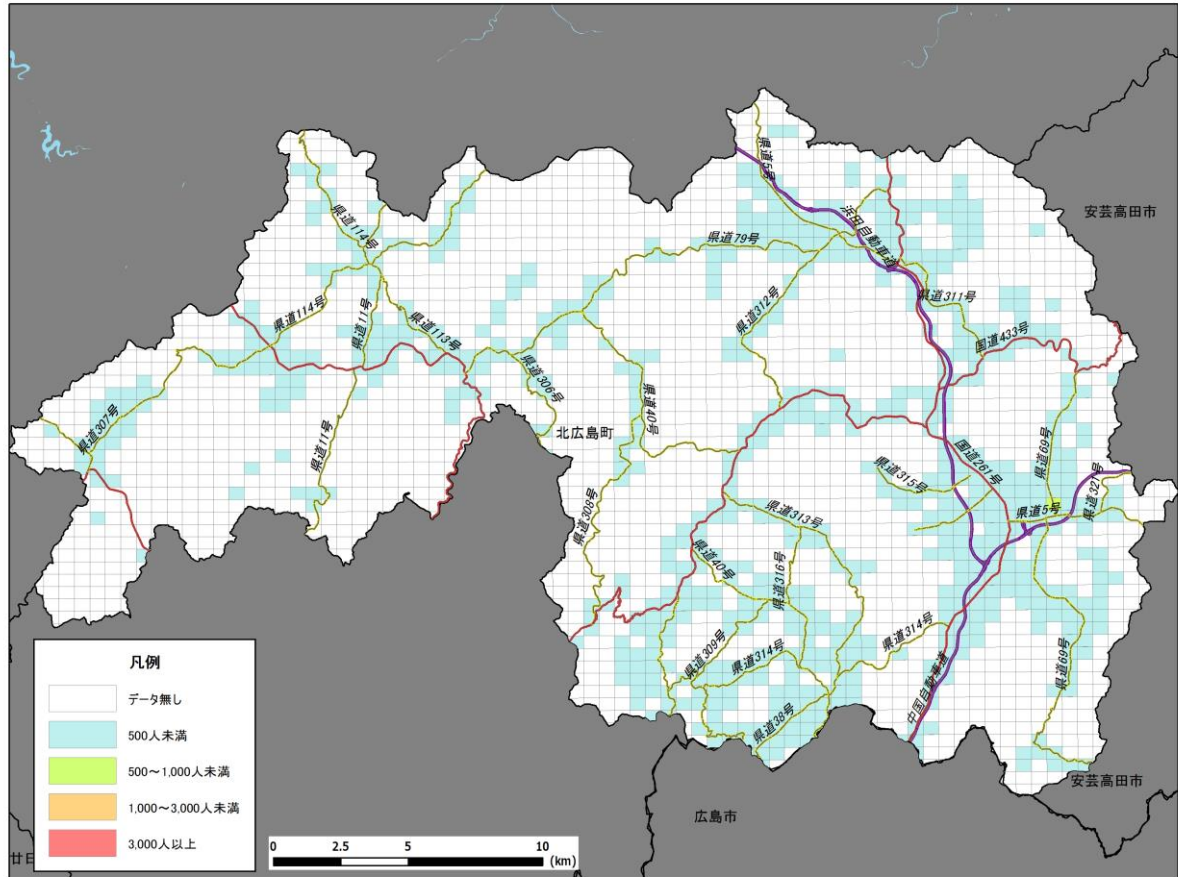 県道5号
安芸高田市
県道114号
浜田自動車道
県道79号
県道311号
県道312号
県道114号
県道11号
県道113号
国道433号
県道306号
県道40号
県道307号
北広島町
県道11号
県道69号
国道261号
県道315号
県道321号
県道5号
県道308号
県道313号
県道40号
県道316号
県道309号
県道314号
県道314号
県道69号
中国自動車道
県道38号
安芸高田市
広島市
凡例
データ無し
500人未満
500～1,000人未満
1,000～3,000人未満
3,000人以上
0 2.5 5 10
(km)
廿日